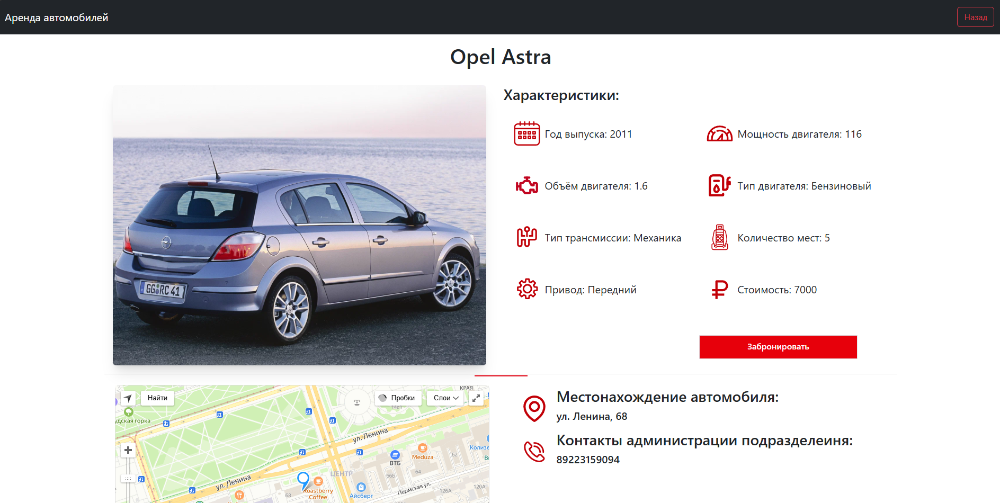 Аренда автомобилей
Назад
Opel Astra
GG RC 41
Характеристики:
Год выпуска: 2011
Мощность двигателя: 116
Объём двигателя: 1.6
Тип двигателя: Бензиновый
Тип трансмиссии: Механика
Количество мест: 5
Привод: Передний
Стоимость: 7000
Забронировать
Найти
Пробки
Слои
КРАЯ
14с1
удская горка
ул. Ленина
Meduza
62
Колизе
ВТБ
64
ЦЕНТР
66Б
ул. Ленина
68
Roastberry
Coffee
Айсберг
Пермская ул.
120А
126А
Местонахождение автомобиля:
ул. Ленина, 68
Контакты администрации подразделеиня:
89223159094